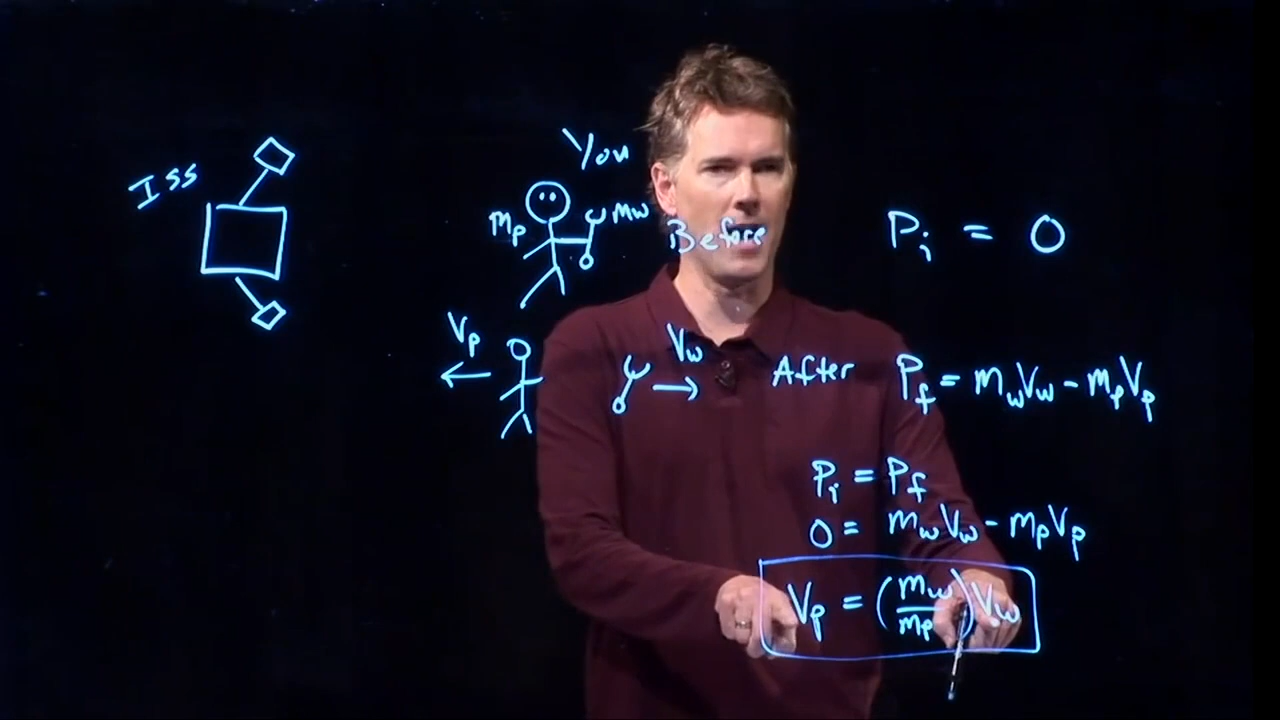 You
ISS
mp
mw
Before
Pi = 0
Vp
Vw
After
Pf = mwVw - mpVp
Pi = Pf
0 = mwVw - mpVp
Vp = (mw/mp)Vw